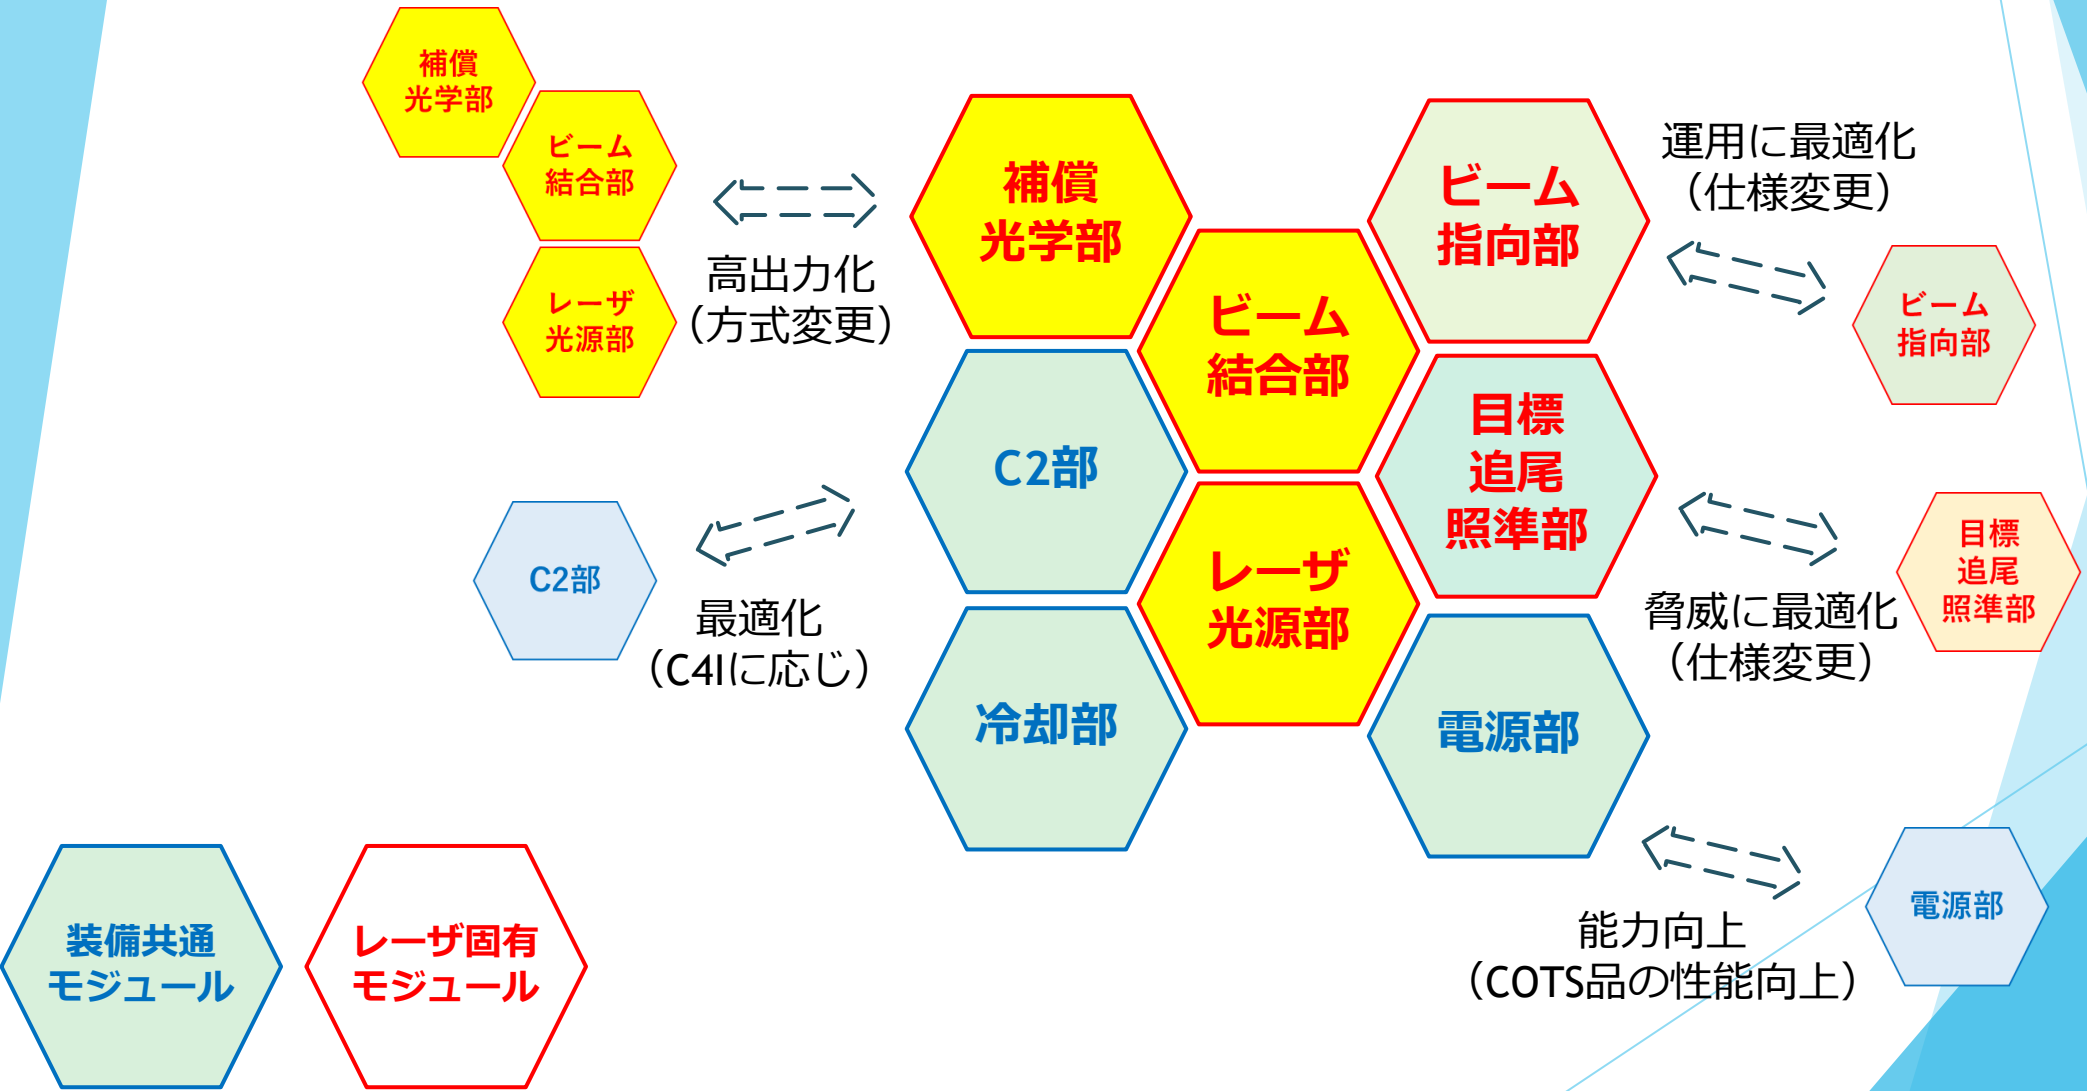 補償
光学部
ビーム
結合部
レーザ
光源部
高出力化
（方式変更）
C2部
最適化
（C4Iに応じ）
補償
光学部
ビーム
結合部
レーザ
光源部
C2部
冷却部
ビーム
指向部
目標
追尾
照準部
電源部
運用に最適化
（仕様変更）
ビーム
指向部
脅威に最適化
（仕様変更）
目標
追尾
照準部
能力向上
（COTS品の性能向上）
電源部
装備共通
モジュール
レーザ固有
モジュール